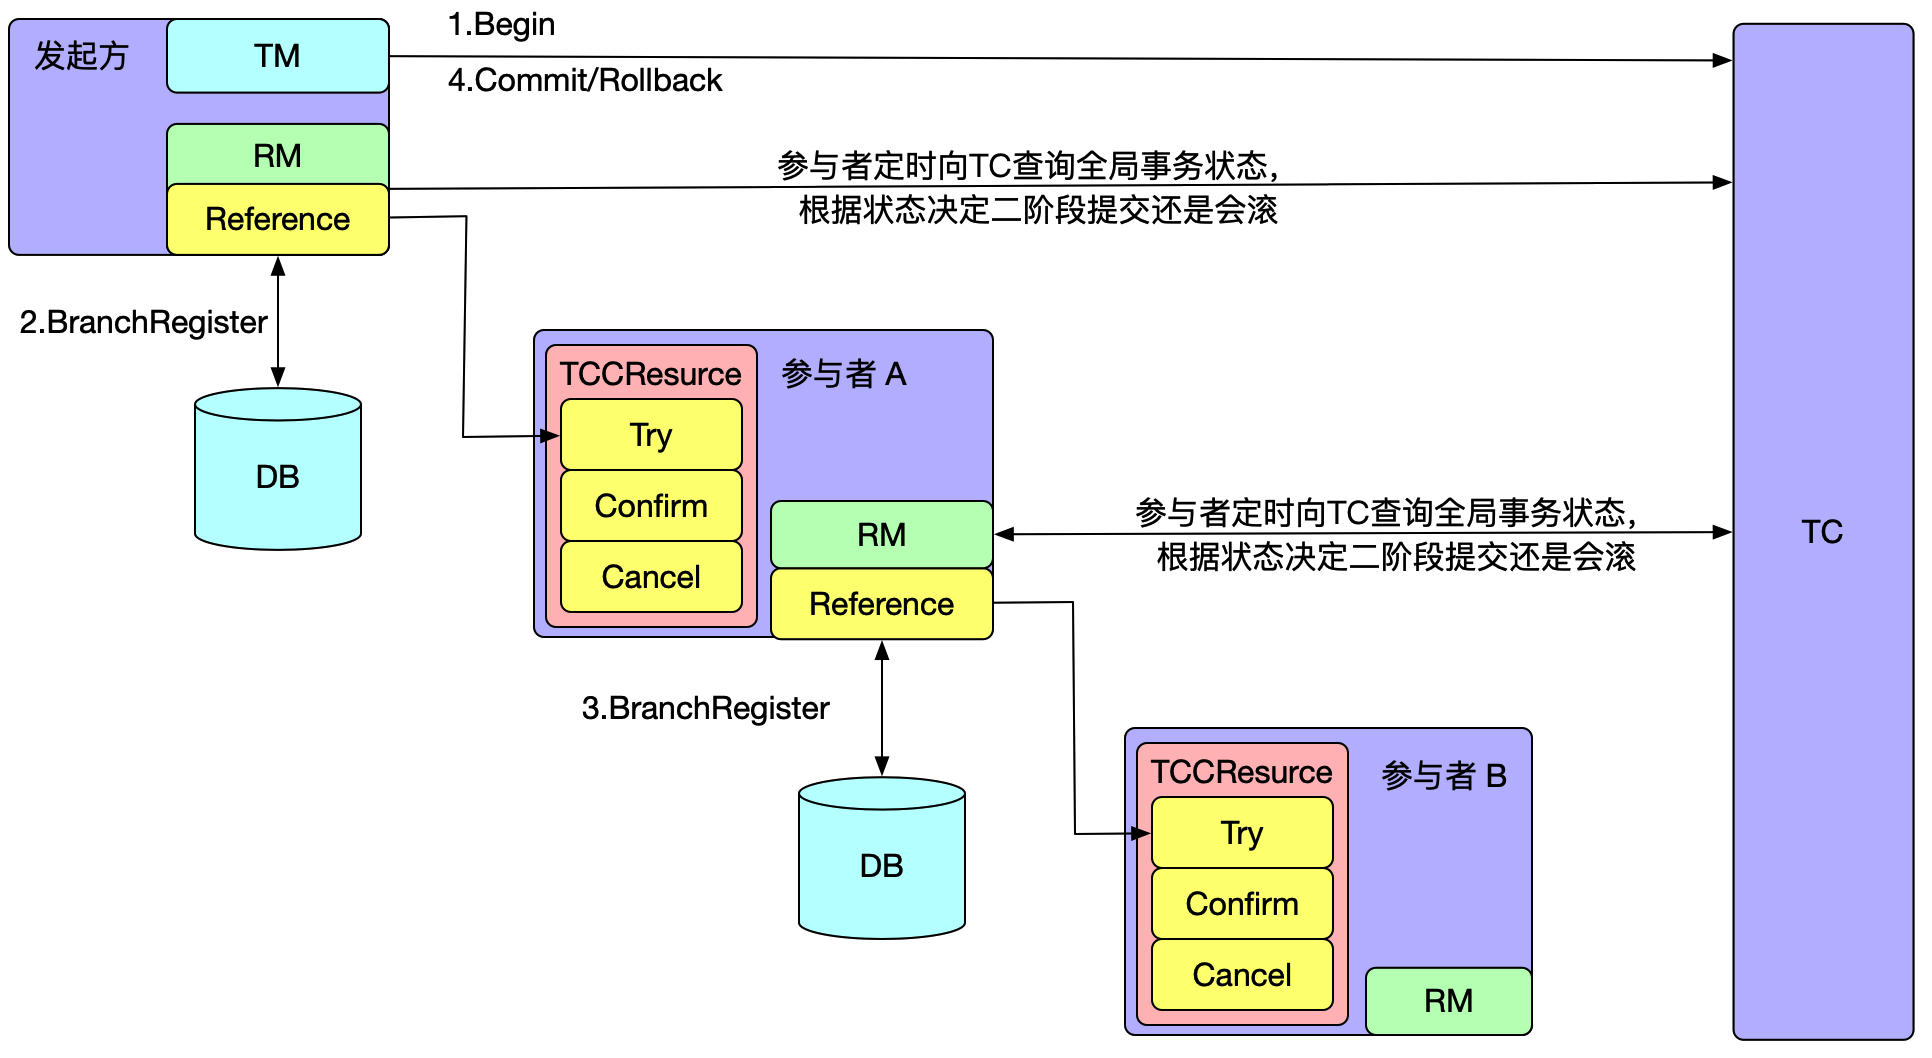 发起方
TM
1.Begin
4.Commit/Rollback
RM
Reference
参与者定时向TC查询全局事务状态，
根据状态决定二阶段提交还是会滚
2.BranchRegister
DB
TCCResurce
参与者 A
Try
Confirm
Cancel
RM
Reference
参与者定时向TC查询全局事务状态，
根据状态决定二阶段提交还是会滚
TC
3.BranchRegister
DB
TCCResurce
参与者 B
Try
Confirm
Cancel
RM